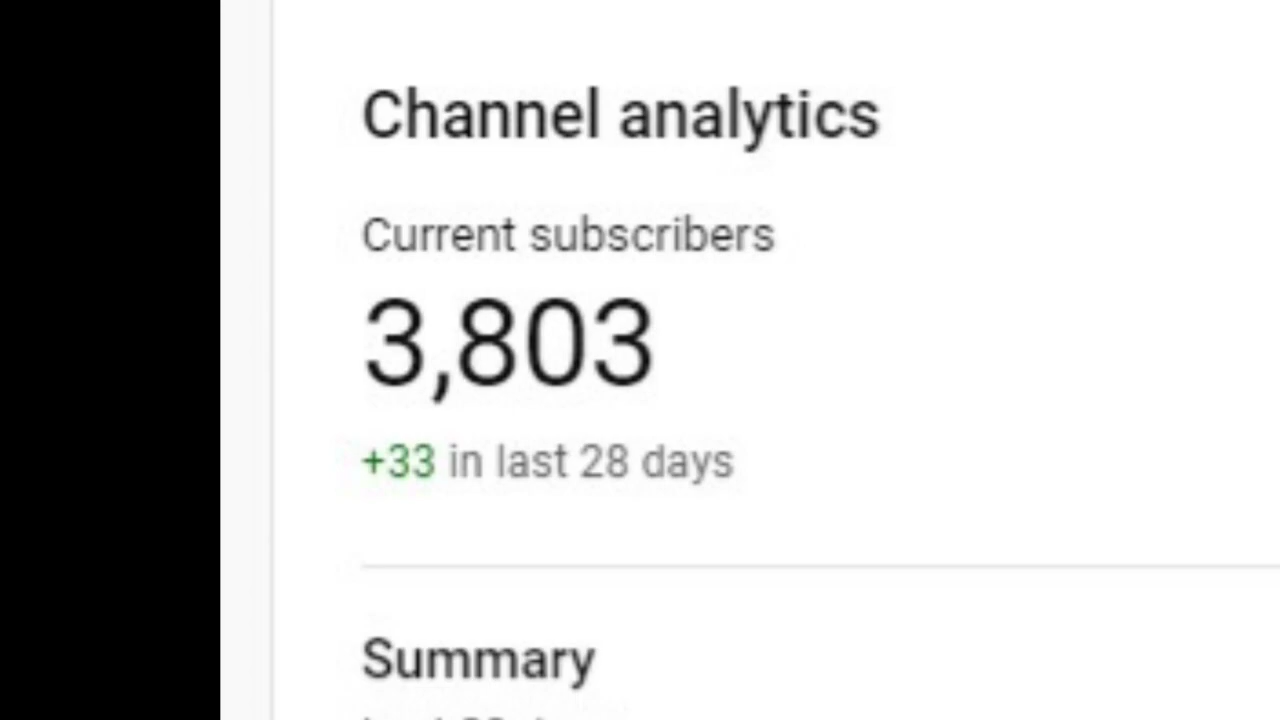 Channel analytics
Current subscribers
3,803
+33 in last 28 days
Summary